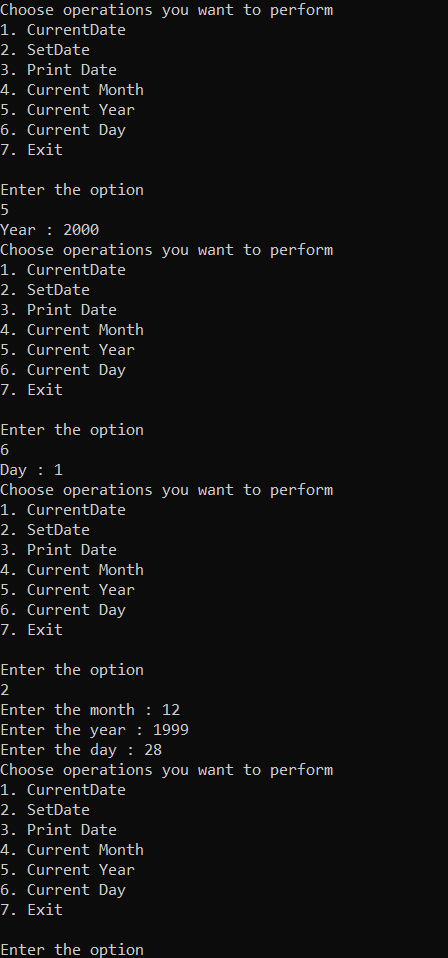 Choose operations you want to perform
1. CurrentDate
2. SetDate
3. Print Date
4. Current Month
5. Current Year
6. Current Day
7. Exit

Enter the option
5
Year : 2000
Choose operations you want to perform
1. CurrentDate
2. SetDate
3. Print Date
4. Current Month
5. Current Year
6. Current Day
7. Exit

Enter the option
6
Day : 1
Choose operations you want to perform
1. CurrentDate
2. SetDate
3. Print Date
4. Current Month
5. Current Year
6. Current Day
7. Exit

Enter the option
2
Enter the month : 12
Enter the year : 1999
Enter the day : 28
Choose operations you want to perform
1. CurrentDate
2. SetDate
3. Print Date
4. Current Month
5. Current Year
6. Current Day
7. Exit

Enter the option